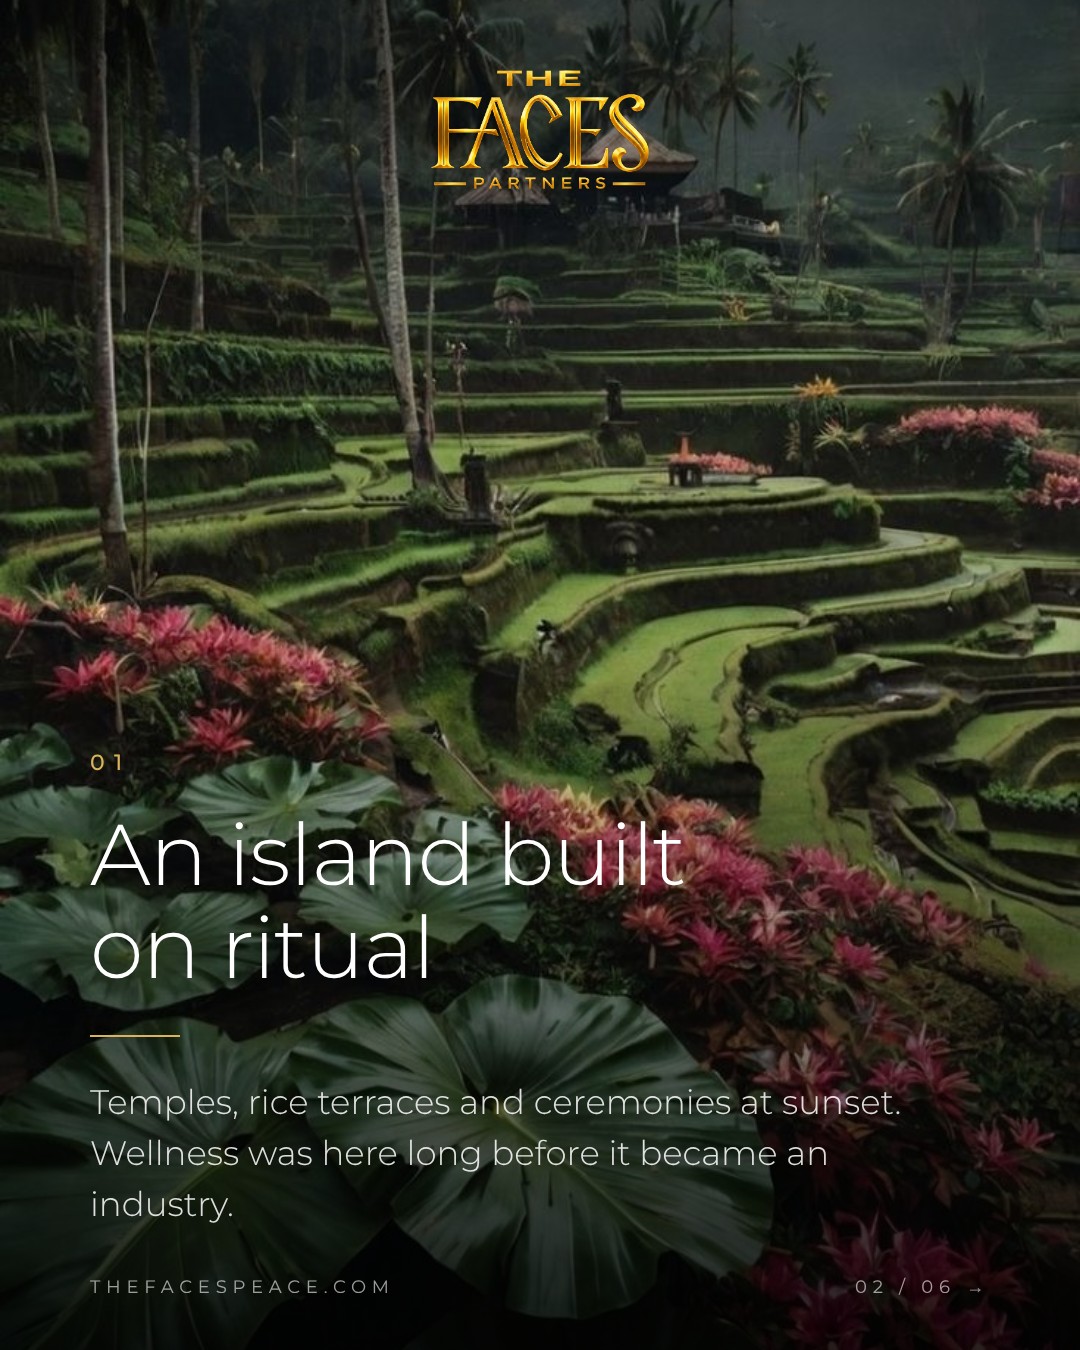 THE
FACES
PARTNERS
01
An island built
on ritual
Temples, rice terraces and ceremonies at sunset.
Wellness was here long before it became an
industry.
THEFACESPEACE.COM
02 / 06 →